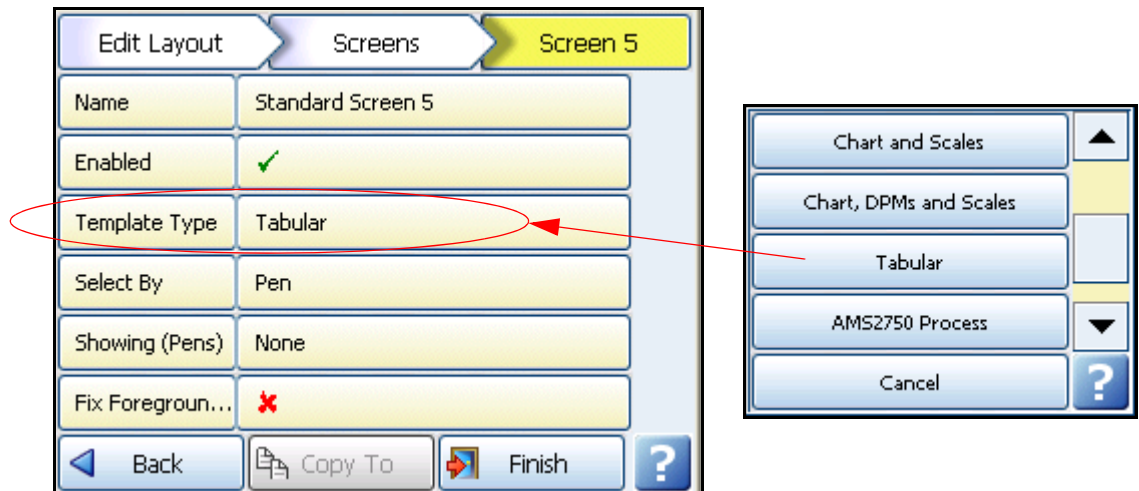 Edit Layout Screens Screen 5
Name Standard Screen 5
Enabled
Template Type Tabular
Select By Pen
Showing (Pens) None
Fix Foregroun...
Back Copy To Finish ?
Chart and Scales
Chart, DPMs and Scales
Tabular
AMS2750 Process
Cancel ?